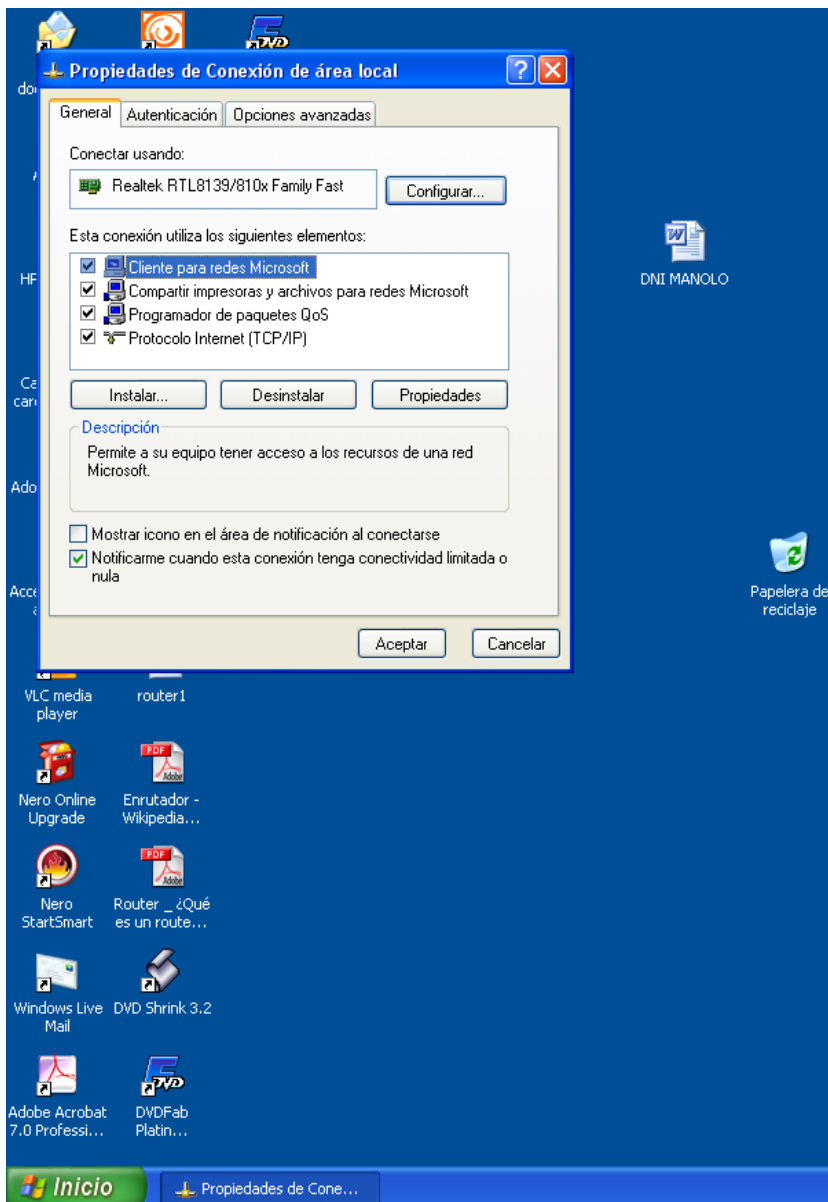 Propiedades de Conexión de área local
General
Autenticación
Opciones avanzadas
Conectar usando:
Realtek RTL8139/810x Family Fast
Configurar...
Esta conexión utiliza los siguientes elementos:
Cliente para redes Microsoft
Compartir impresoras y archivos para redes Microsoft
Programador de paquetes QoS
Protocolo Internet (TCP/IP)
Instalar...
Desinstalar
Propiedades
Descripción
Permite a su equipo tener acceso a los recursos de una red
Microsoft.
Mostrar icono en el área de notificación al conectarse
Notificarme cuando esta conexión tenga conectividad limitada o
nula
Aceptar
Cancelar
DNI MANOLO
Papelera de
reciclaje
VLC media
player
router1
Nero Online
Upgrade
Enrutador -
Wikipedia...
Nero
StartSmart
Router _ ¿Qué
es un route...
Windows Live
Mail
DVD Shrink 3.2
Adobe Acrobat
7.0 Professi...
DVDFab
Platin...
Inicio
Propiedades de Cone...